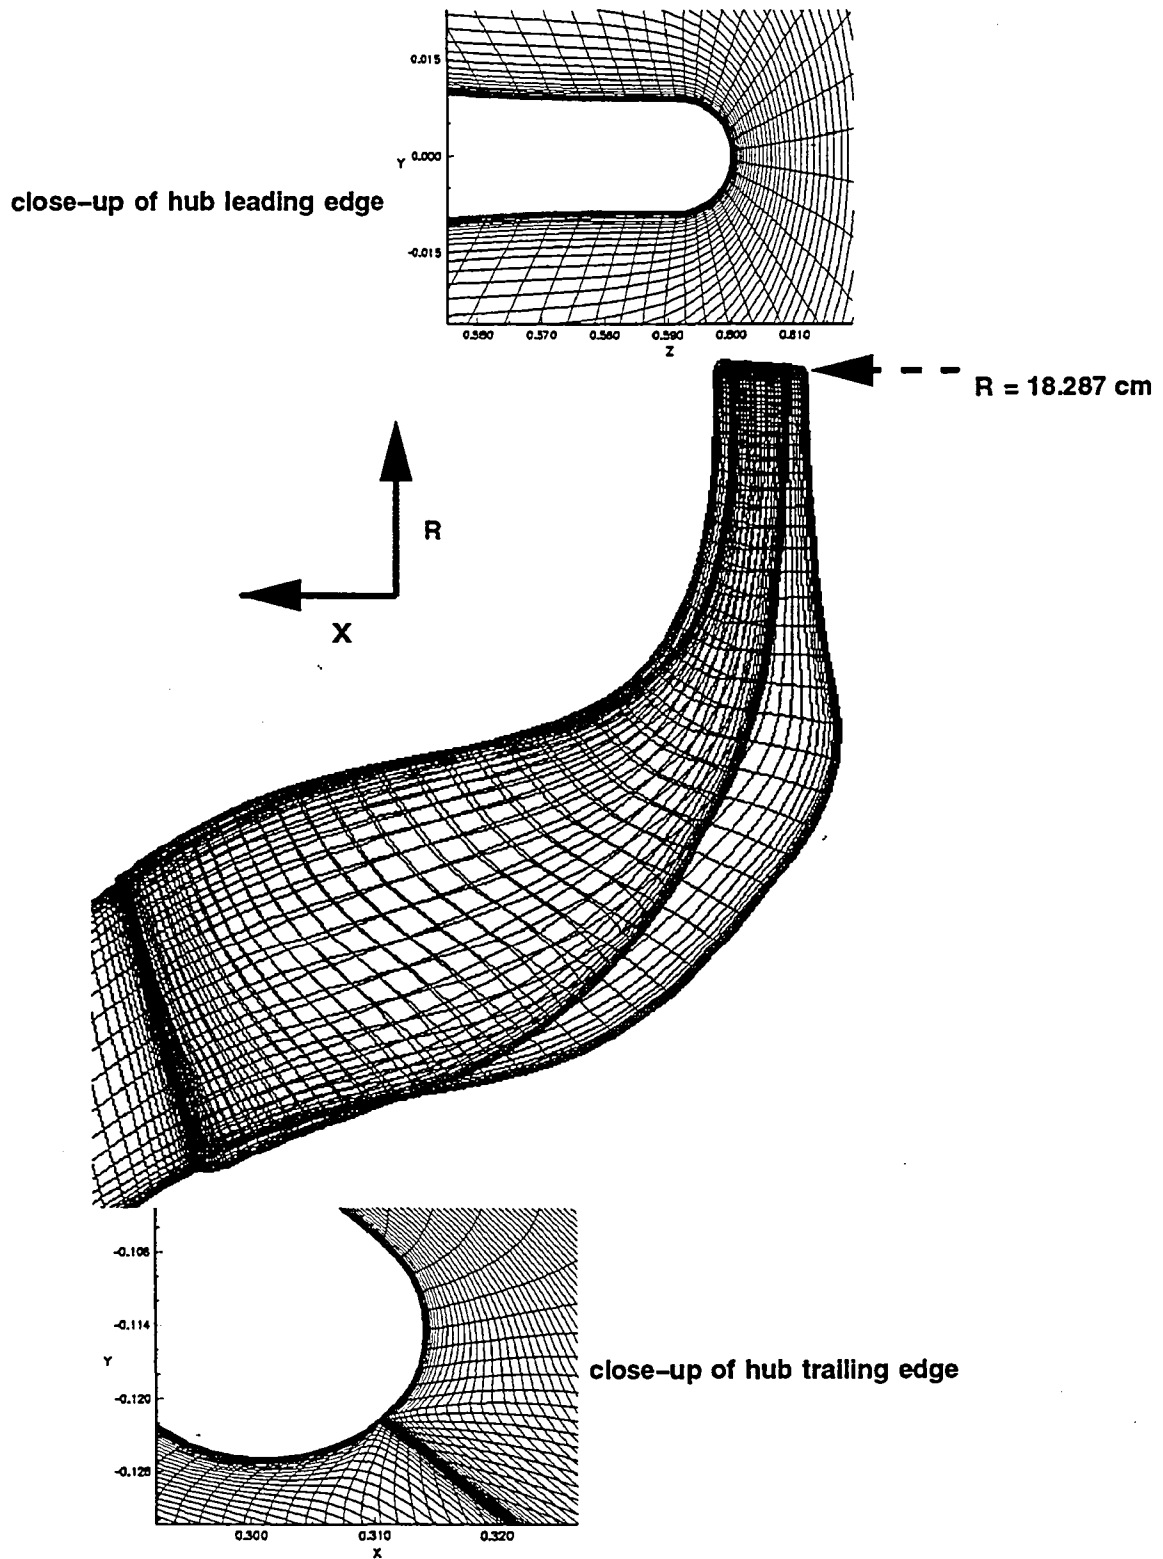 0.015
Y 0.000
close-up of hub leading edge
-0.015
0.560 0.570 0.580 0.590 0.600 0.610
Z
R = 18.287 cm
R
X
-0.108
-0.114
Y
close-up of hub trailing edge
-0.120
-0.126
0.300 0.310 0.320
X